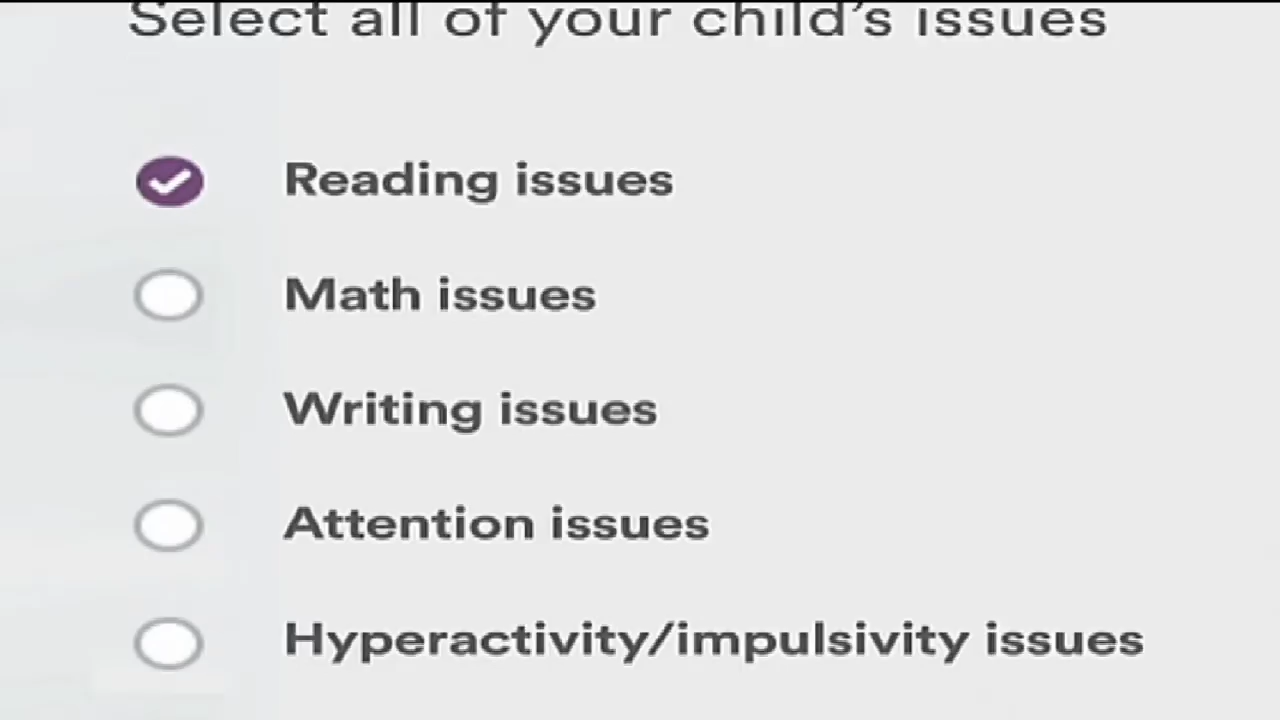 Select all of your child's issues
Reading issues
Math issues
Writing issues
Attention issues
Hyperactivity/impulsivity issues